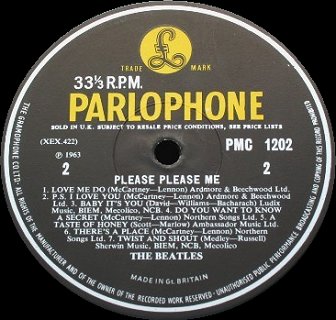 TRADE MARK
33⅓ R.P.M.
PARLOPHONE
SOLD IN U.K. SUBJECT TO RESALE PRICE CONDITIONS, SEE PRICE LISTS
(XEX.422) PMC 1202
℗ 1963
2 2
PLEASE PLEASE ME
1. LOVE ME DO (McCartney—Lennon) Ardmore & Beechwood Ltd.
2. P.S. I LOVE YOU (McCartney—Lennon) Ardmore & Beechwood
Ltd. 3. BABY IT'S YOU (David—Williams—Bacharach) Ludix
Music, BIEM, Mecolico, NCB. 4. DO YOU WANT TO KNOW
A SECRET (McCartney—Lennon) Northern Songs Ltd. 5. A
TASTE OF HONEY (Scott—Marlow) Ambassador Music Ltd.
6. THERE'S A PLACE (McCartney—Lennon) Northern
Songs Ltd. 7. TWIST AND SHOUT (Medley—Russell)
Sherwin Music, BIEM, NCB, Mecolico
THE BEATLES
MADE IN GT. BRITAIN
THE GRAMOPHONE CO. LTD. ALL RIGHTS OF THE MANUFACTURER AND OF THE OWNER OF THE RECORDED WORK RESERVED · UNAUTHORISED PUBLIC PERFORMANCE BROADCASTING AND COPYING OF THIS RECORD PROHIBITED